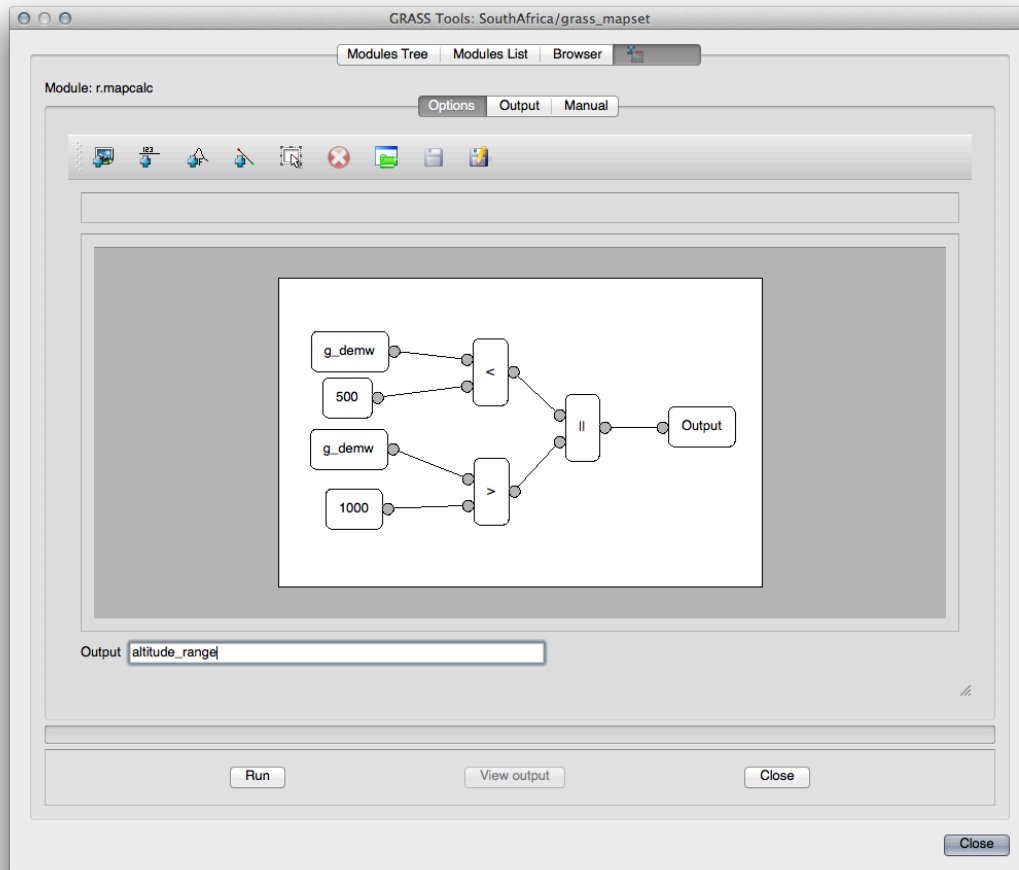 GRASS Tools: SouthAfrica/grass_mapset
Modules Tree Modules List Browser
Module: r.mapcalc
Options Output Manual
123
F
g_demw
<
500
||
Output
g_demw
>
1000
Output altitude_range
Run View output Close
Close